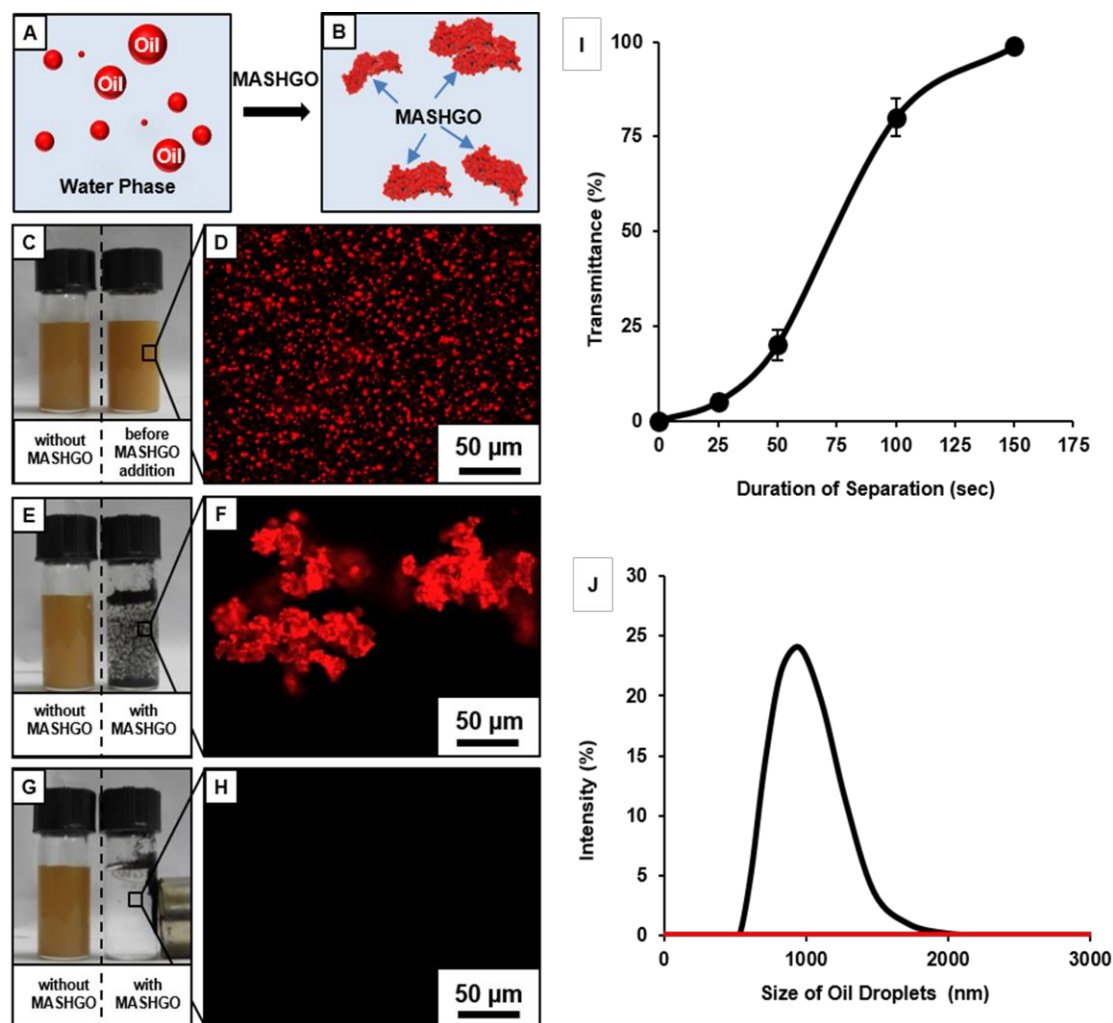 A
Oil
Oil
Oil
Water Phase
MASHGO
B
MASHGO
C
without
MASHGO
before
MASHGO
addition
D
50 µm
E
without
MASHGO
with
MASHGO
F
50 µm
G
without
MASHGO
with
MASHGO
H
50 µm
I
100
75
50
25
0
0 25 50 75 100 125 150 175
Transmittance (%)
Duration of Separation (sec)
J
30
25
20
15
10
5
0
0 1000 2000 3000
Intensity (%)
Size of Oil Droplets (nm)